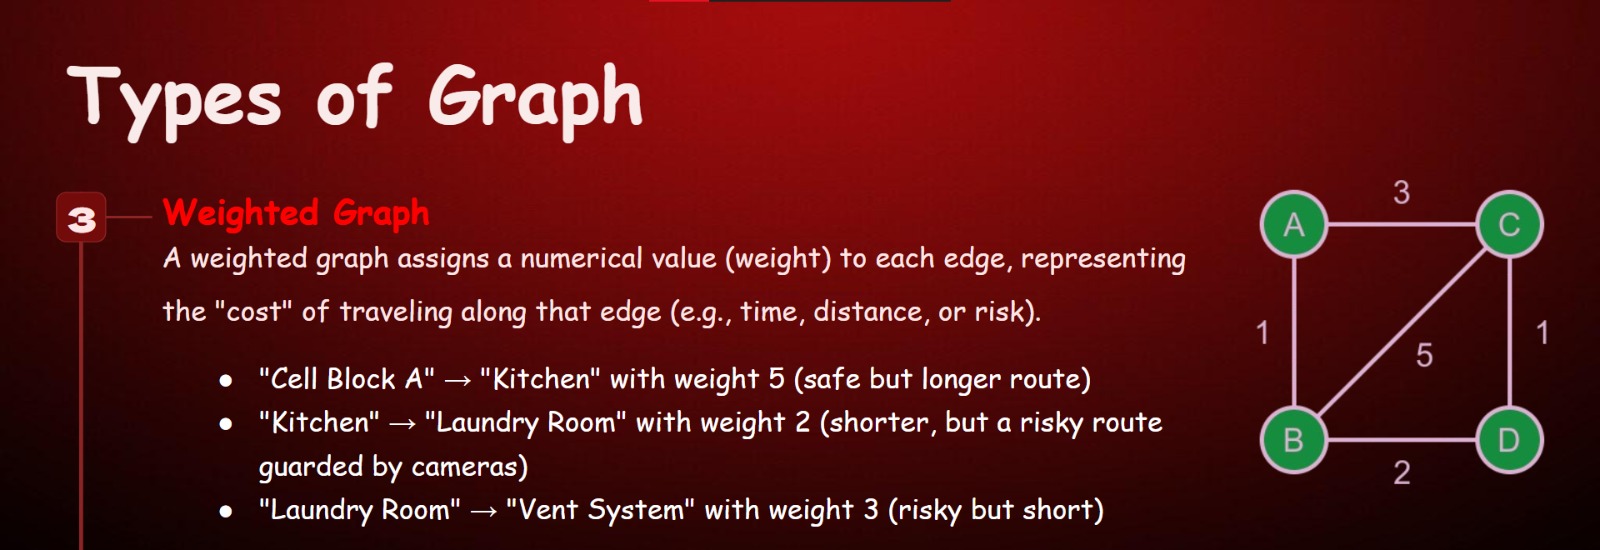 Types of Graph
3
Weighted Graph
A weighted graph assigns a numerical value (weight) to each edge, representing
the "cost" of traveling along that edge (e.g., time, distance, or risk).
● "Cell Block A" → "Kitchen" with weight 5 (safe but longer route)
● "Kitchen" → "Laundry Room" with weight 2 (shorter, but a risky route
guarded by cameras)
● "Laundry Room" → "Vent System" with weight 3 (risky but short)
3
A
C
1
5
1
B
D
2